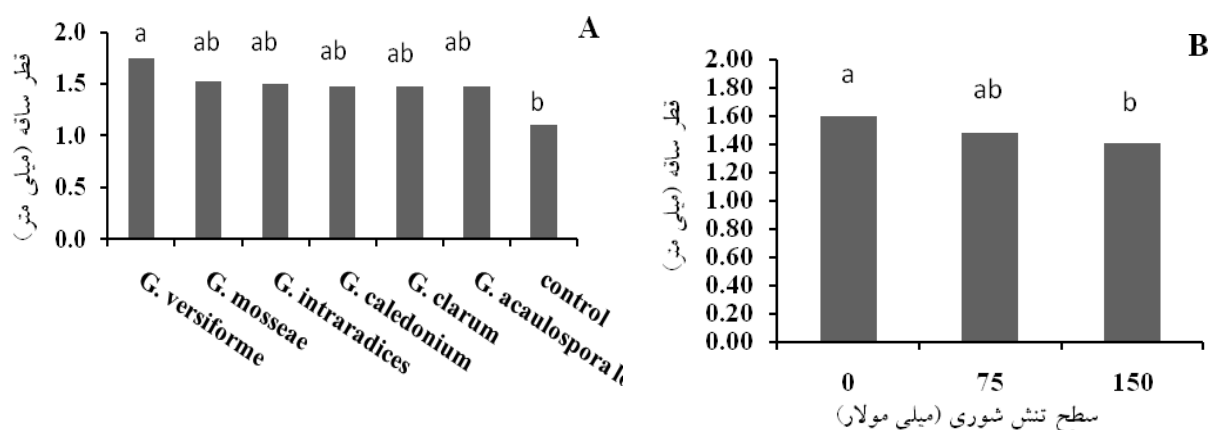 A
قطر ساقه (میلی متر)
2.0
1.5
1.0
0.5
0.0
a
ab
ab
ab
ab
ab
b
G. versiforme
G. mosseae
G. intraradices
G. caledonium
G. clarum
G. acaulospora
control
B
قطر ساقه (میلی متر)
2.00
1.80
1.60
1.40
1.20
1.00
0.80
0.60
0.40
0.20
0.00
a
ab
b
0
75
150
سطح تنش شوری (میلی مولار)